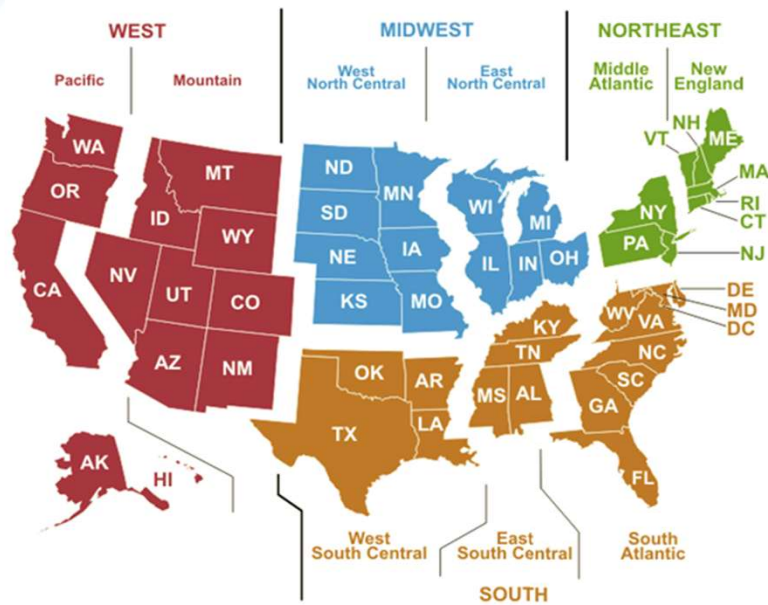 WEST
MIDWEST
NORTHEAST
Pacific
Mountain
West
North Central
East
North Central
Middle
Atlantic
New
England
WA
OR
CA
MT
ID
WY
NV
UT
CO
AZ
NM
AK
HI
ND
SD
NE
KS
MN
IA
MO
WI
MI
IL
IN
OH
VT
NH
ME
MA
RI
CT
NY
PA
NJ
DE
MD
DC
WV
VA
NC
SC
GA
FL
KY
TN
MS
AL
OK
AR
TX
LA
West
South Central
East
South Central
South
Atlantic
SOUTH